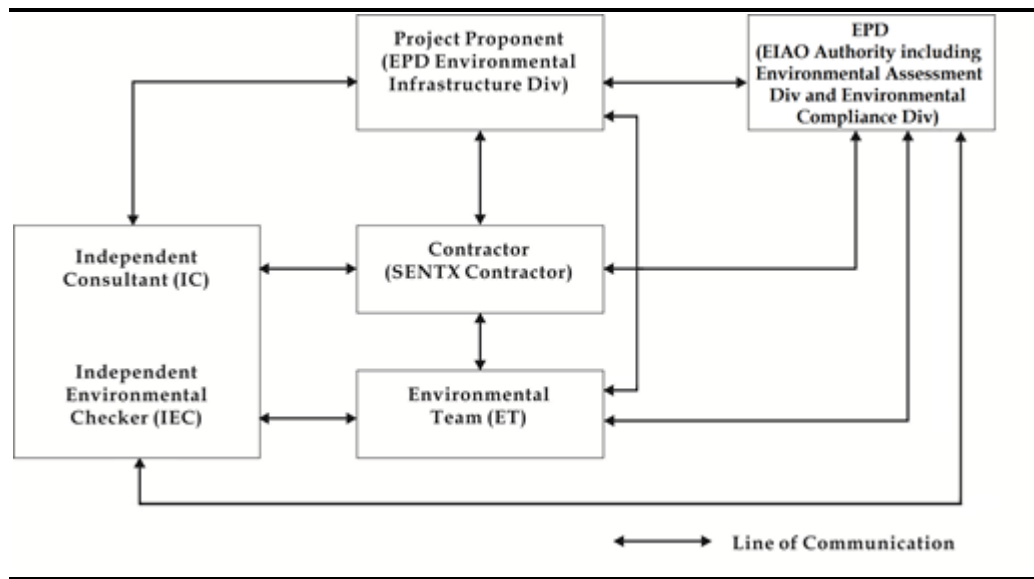 Project Proponent
(EPD Environmental
Infrastructure Div)
EPD
(EIAO Authority including
Environmental Assessment
Div and Environmental
Compliance Div)
Independent
Consultant (IC)
Contractor
(SENTX Contractor)
Independent
Environmental
Checker (IEC)
Environmental
Team (ET)
Line of Communication